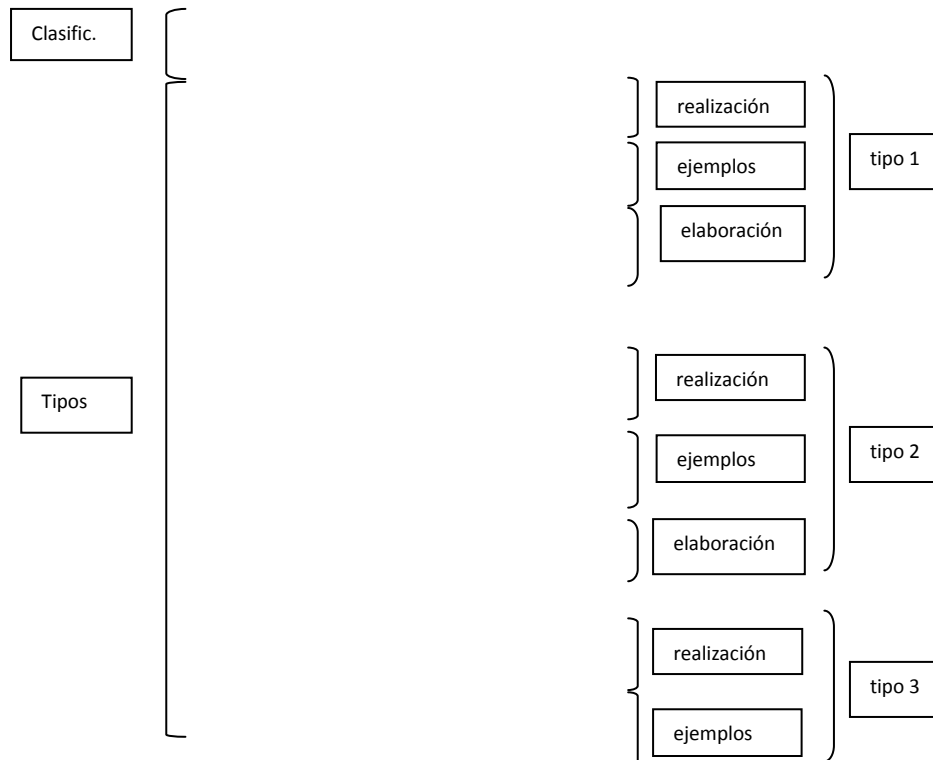 Clasific.
realización
tipo 1
ejemplos
elaboración
realización
Tipos
tipo 2
ejemplos
elaboración
realización
tipo 3
ejemplos